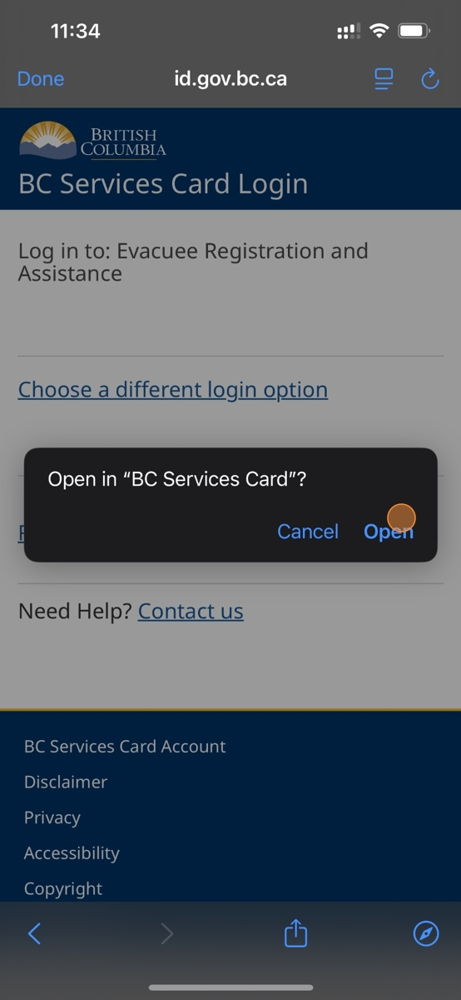 11:34
Done
id.gov.bc.ca
BRITISH
COLUMBIA
BC Services Card Login
Log in to: Evacuee Registration and
Assistance
Choose a different login option
Open in “BC Services Card”?
Cancel
Open
Need Help? Contact us
BC Services Card Account
Disclaimer
Privacy
Accessibility
Copyright